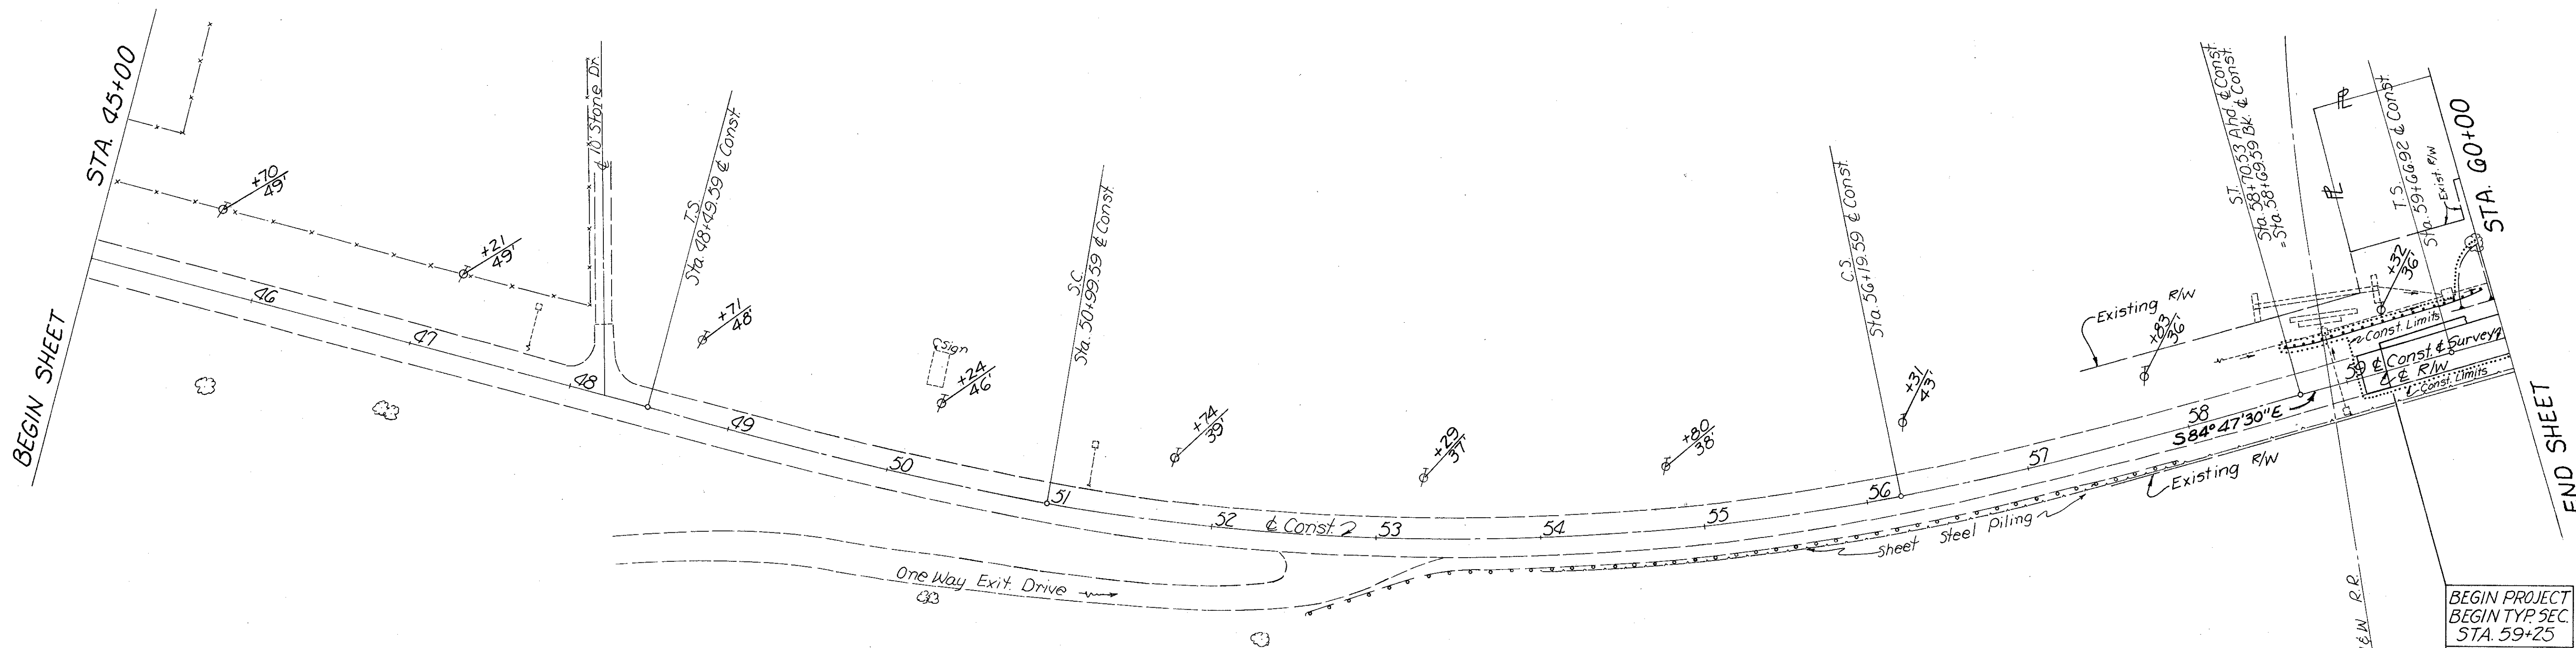 BEGIN SHEET
STA. 45+00
+70
49'
46
+21
49'
47
48
℄ 10' Stone Dr.
T.S.
Sta. 48+49.59 ℄ Const.
+71
48'
49
Sign
+24
46'
50
S.C.
Sta. 50+99.59 ℄ Const.
51
+74
39'
52
℄ Const.
53
+29
37'
54
+80
38'
55
56
C.S.
Sta. 56+19.59 ℄ Const.
+31
43'
57
One Way Exit. Drive
Sheet Steel Piling
Existing R/W
Existing R/W
+83
36'
58
S84°47'30"E
S.T.
Sta. 58+70.53 Ahd. ℄ Const.
=Sta. 58+69.59 Bk. ℄ Const.
59
℄ Const. ℄ Survey
℄ R/W
Const. Limits
Const. Limits
+32
36'
T.S.
Sta. 59+66.92 ℄ Const.
Exist. R/W
PL
PL
STA. 60+00
END SHEET
&W R.R.
BEGIN PROJECT
BEGIN TYP. SEC.
STA. 59+25